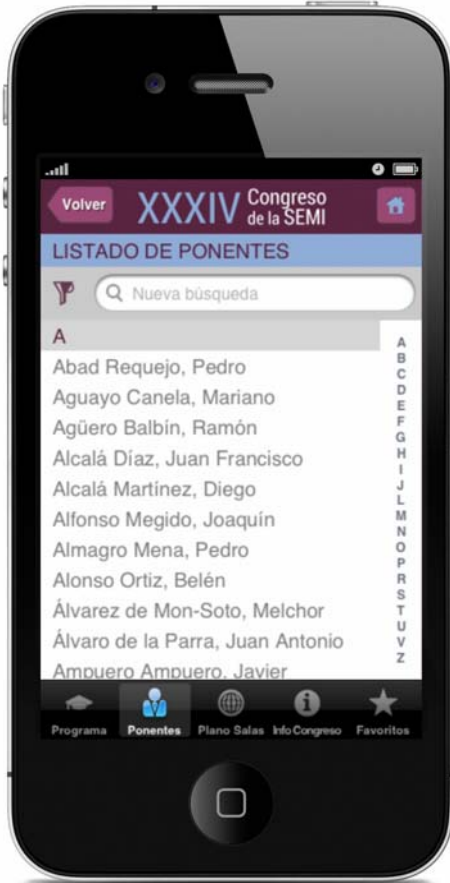 Volver
XXXIV Congreso
de la SEMI
LISTADO DE PONENTES
Nueva búsqueda
A
Abad Requejo, Pedro
Aguayo Canela, Mariano
Agüero Balbín, Ramón
Alcalá Díaz, Juan Francisco
Alcalá Martínez, Diego
Alfonso Megido, Joaquín
Almagro Mena, Pedro
Alonso Ortiz, Belén
Álvarez de Mon-Soto, Melchor
Álvaro de la Parra, Juan Antonio
Ampuero Ampuero, Javier
A
B
C
D
E
F
G
H
I
J
L
M
N
O
P
R
S
T
U
V
Z
Programa Ponentes Plano Salas Info Congreso Favoritos